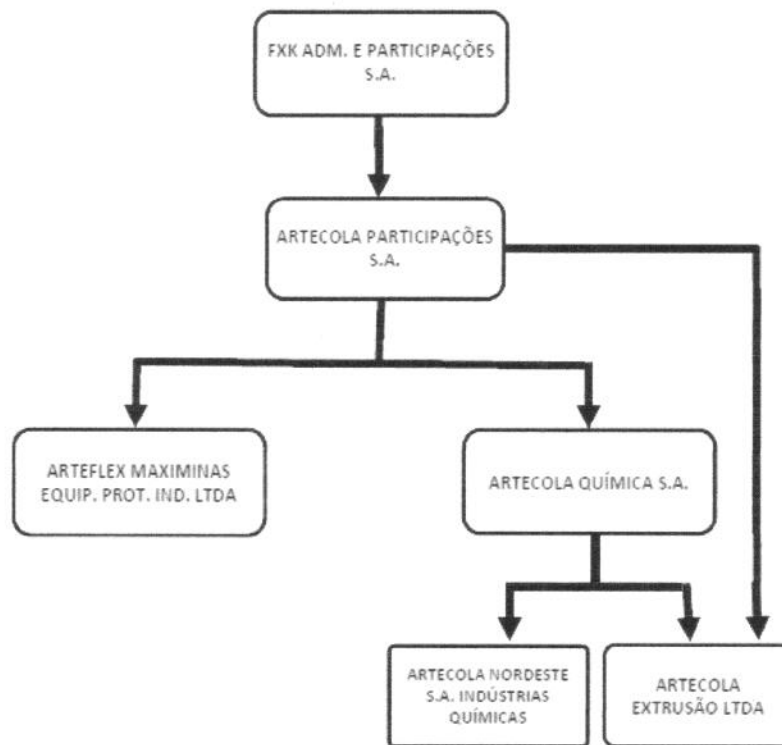 FXK ADM. E PARTICIPAÇÕES
S.A.
ARTECOLA PARTICIPAÇÕES
S.A.
ARTEFLEX MAXIMINAS
EQUIP. PROT. IND. LTDA
ARTECOLA QUÍMICA S.A.
ARTECOLA NORDESTE
S.A. INDÚSTRIAS
QUÍMICAS
ARTECOLA
EXTRUSÃO LTDA